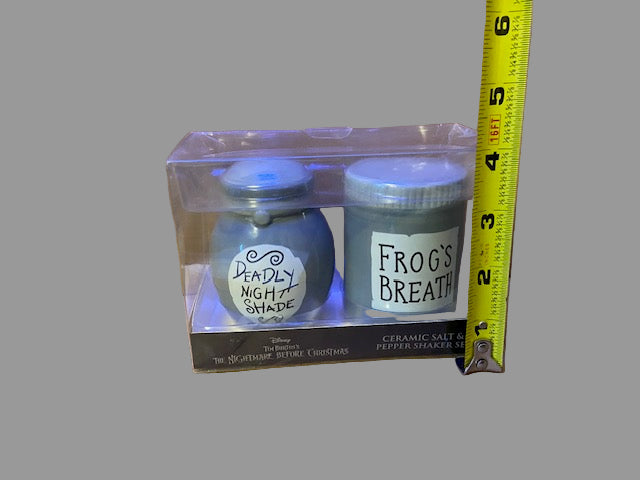 6
5
16FT
4
3
2
1
DEADLY
NIGHT
SHADE
FROG'S
BREATH
Disney
TIM BURTON'S
THE NIGHTMARE BEFORE CHRISTMAS
CERAMIC SALT &
PEPPER SHAKER SE